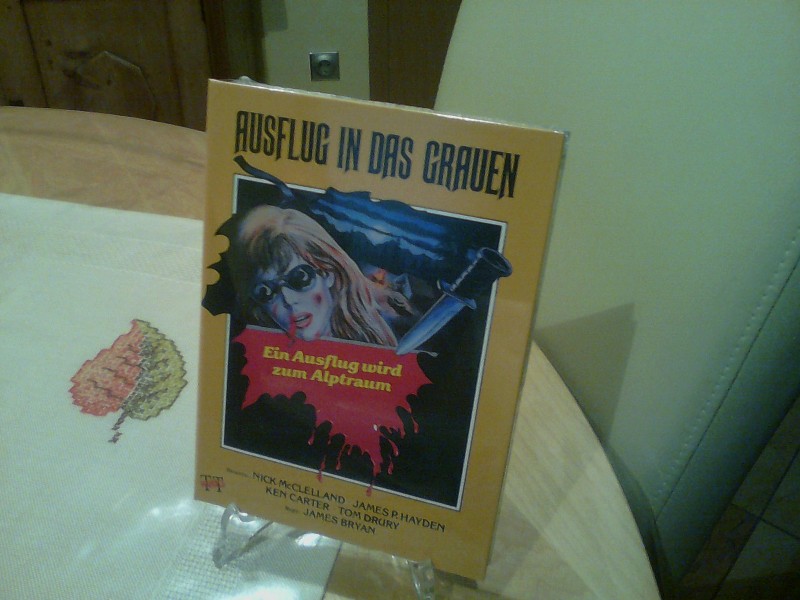 AUSFLUG IN DAS GRAUEN
Ein Ausflug wird
zum Alptraum
NICK McCLELLAND JAMES P. HAYDEN
KEN CARTER TOM DRURY
JAMES BRYAN